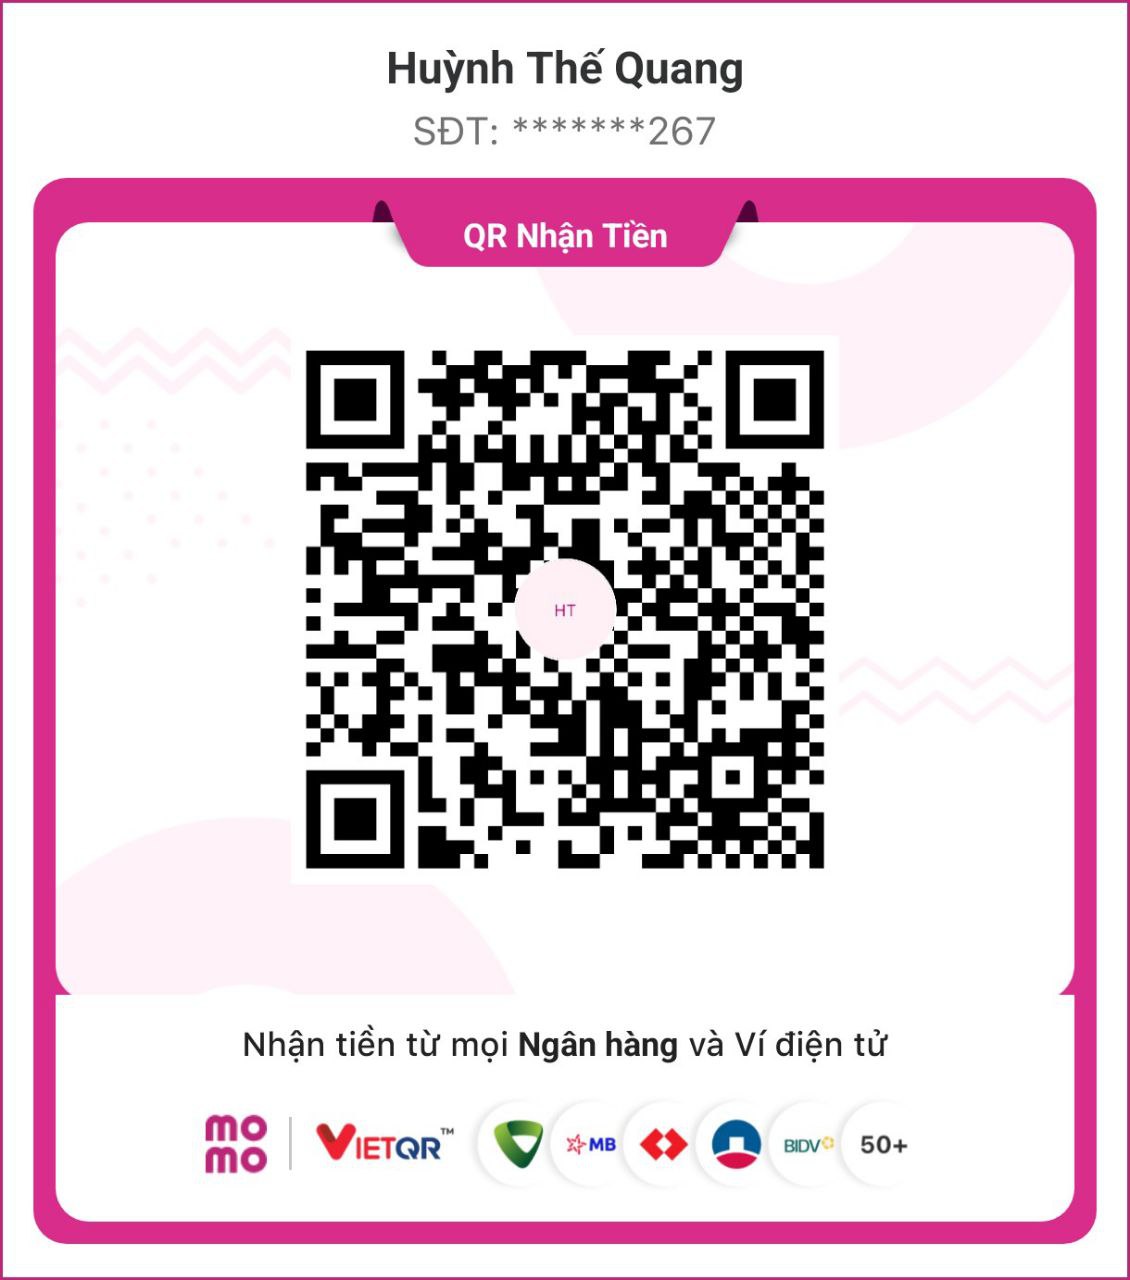 Huỳnh Thế Quang
SĐT: *******267
QR Nhận Tiền
HT
Nhận tiền từ mọi Ngân hàng và Ví điện tử
mo
mo
VIETQR™
MB
BIDV
50+